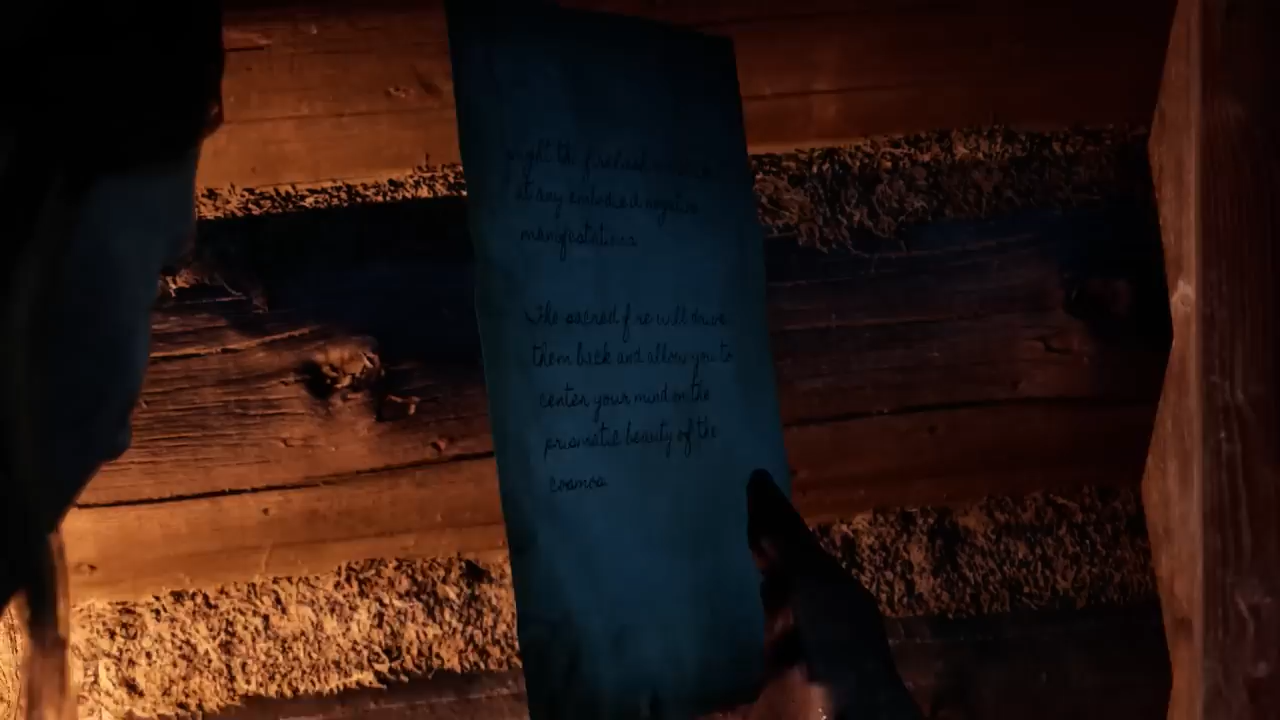 at any embodied negative
manifestations
The sacred fire will drive
them back and allow you to
center your mind on the
prismatic beauty of the
cosmos